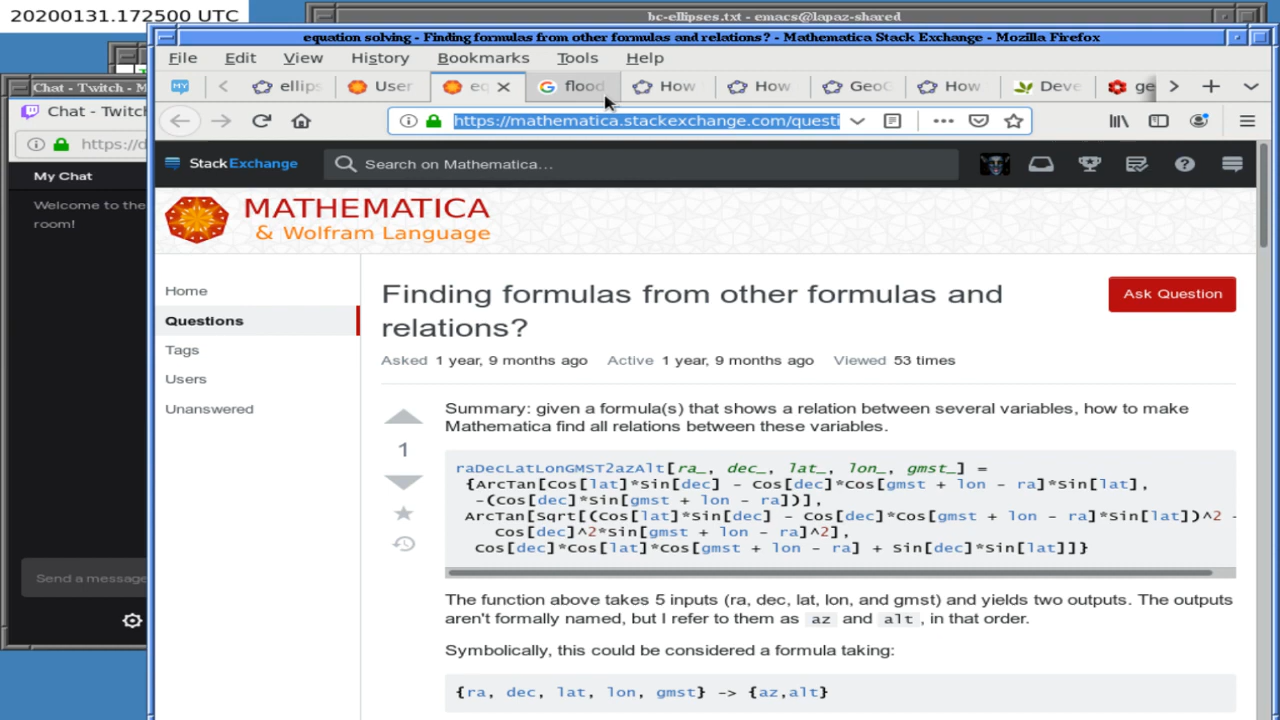 20200131.172500 UTC
bc-ellipses.txt - emacs@lapaz-shared
equation solving - Finding formulas from other formulas and relations? - Mathematica Stack Exchange - Mozilla Firefox
File Edit View History Bookmarks Tools Help
MY ellips User eq flood How How GeoG How Deve ge
https://mathematica.stackexchange.com/questi
Chat - Twitch - M
Chat - Twitch
https://d
My Chat
Welcome to the
room!
Send a message
StackExchange
Search on Mathematica...
MATHEMATICA
& Wolfram Language
Home
Questions
Tags
Users
Unanswered
Finding formulas from other formulas and
relations?
Ask Question
Asked 1 year, 9 months ago Active 1 year, 9 months ago Viewed 53 times
1
Summary: given a formula(s) that shows a relation between several variables, how to make
Mathematica find all relations between these variables.
raDecLatLonGMST2azAlt[ra_, dec_, lat_, lon_, gmst_] =
{ArcTan[Cos[lat]*Sin[dec] - Cos[dec]*Cos[gmst + lon - ra]*Sin[lat],
-(Cos[dec]*Sin[gmst + lon - ra])],
ArcTan[Sqrt[(Cos[lat]*Sin[dec] - Cos[dec]*Cos[gmst + lon - ra]*Sin[lat])^2 -
Cos[dec]^2*Sin[gmst + lon - ra]^2],
Cos[dec]*Cos[lat]*Cos[gmst + lon - ra] + Sin[dec]*Sin[lat]]}
The function above takes 5 inputs (ra, dec, lat, lon, and gmst) and yields two outputs. The outputs
aren't formally named, but I refer to them as az and alt, in that order.
Symbolically, this could be considered a formula taking:
{ra, dec, lat, lon, gmst} -> {az,alt}